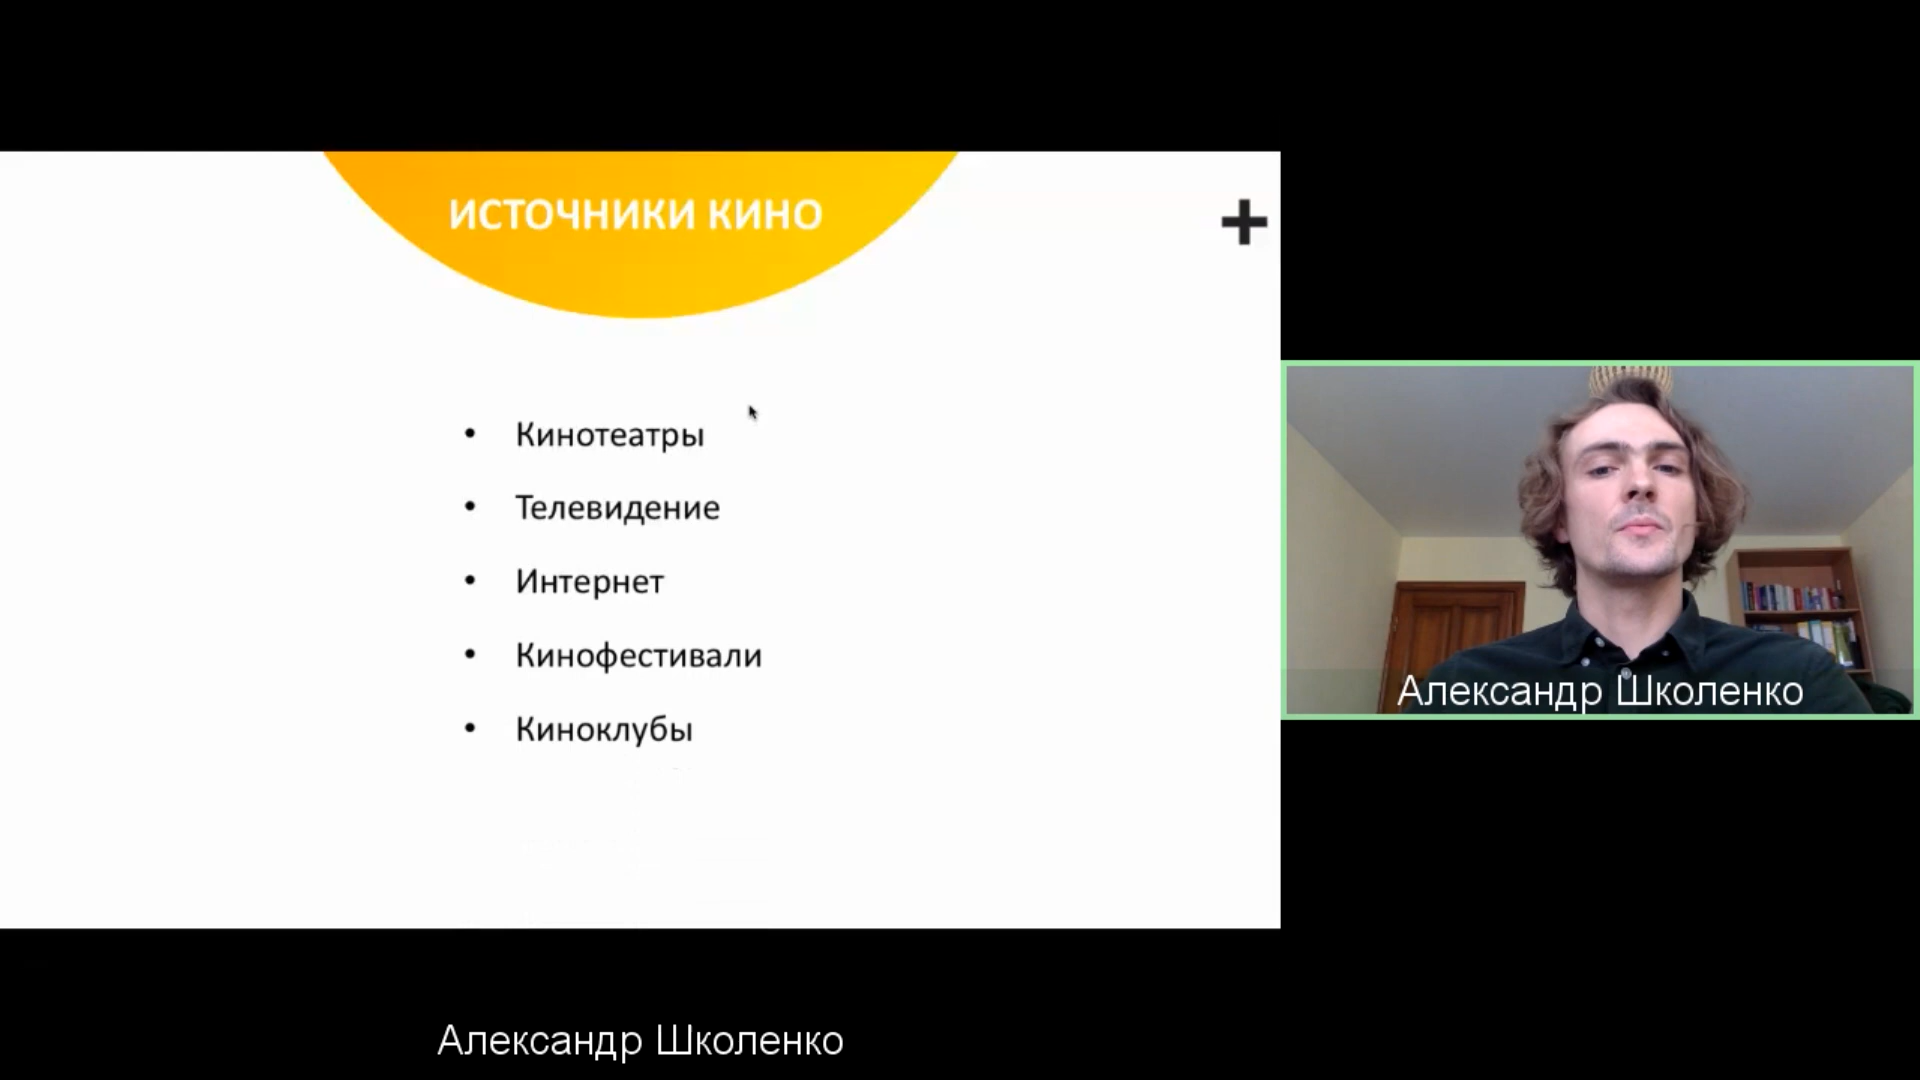 ИСТОЧНИКИ КИНО
• Кинотеатры
• Телевидение
• Интернет
• Кинофестивали
• Киноклубы
Александр Школенко
Александр Школенко